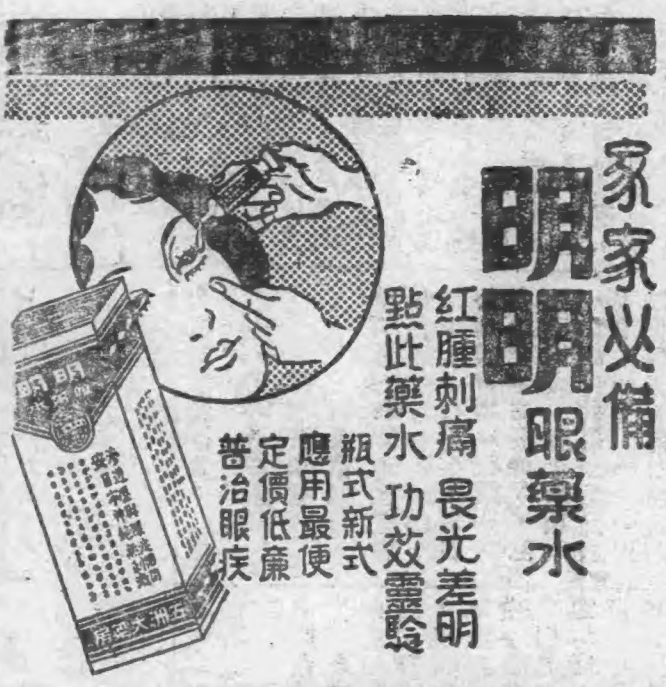 家家必備
明明眼藥水
红腫刺痛 畏光差明
點此藥水 功效靈騐
瓶式新式
應用最便
定價低廉
普治眼疾
明明
五洲大藥房